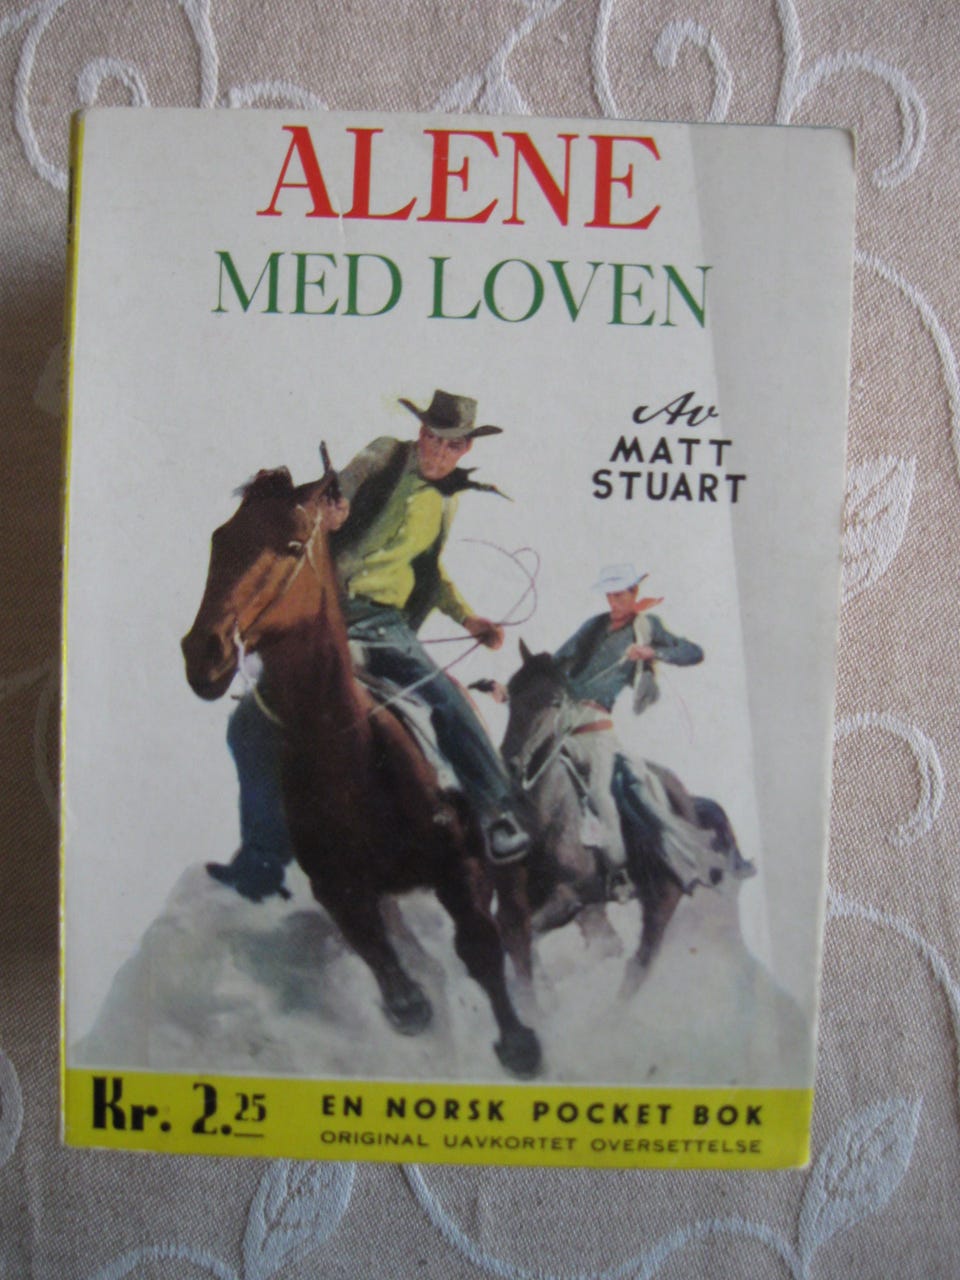 ALENE
MED LOVEN
Av
MATT
STUART
Kr. 2.25
EN NORSK POCKET BOK
ORIGINAL UAVKORTET OVERSETTELSE